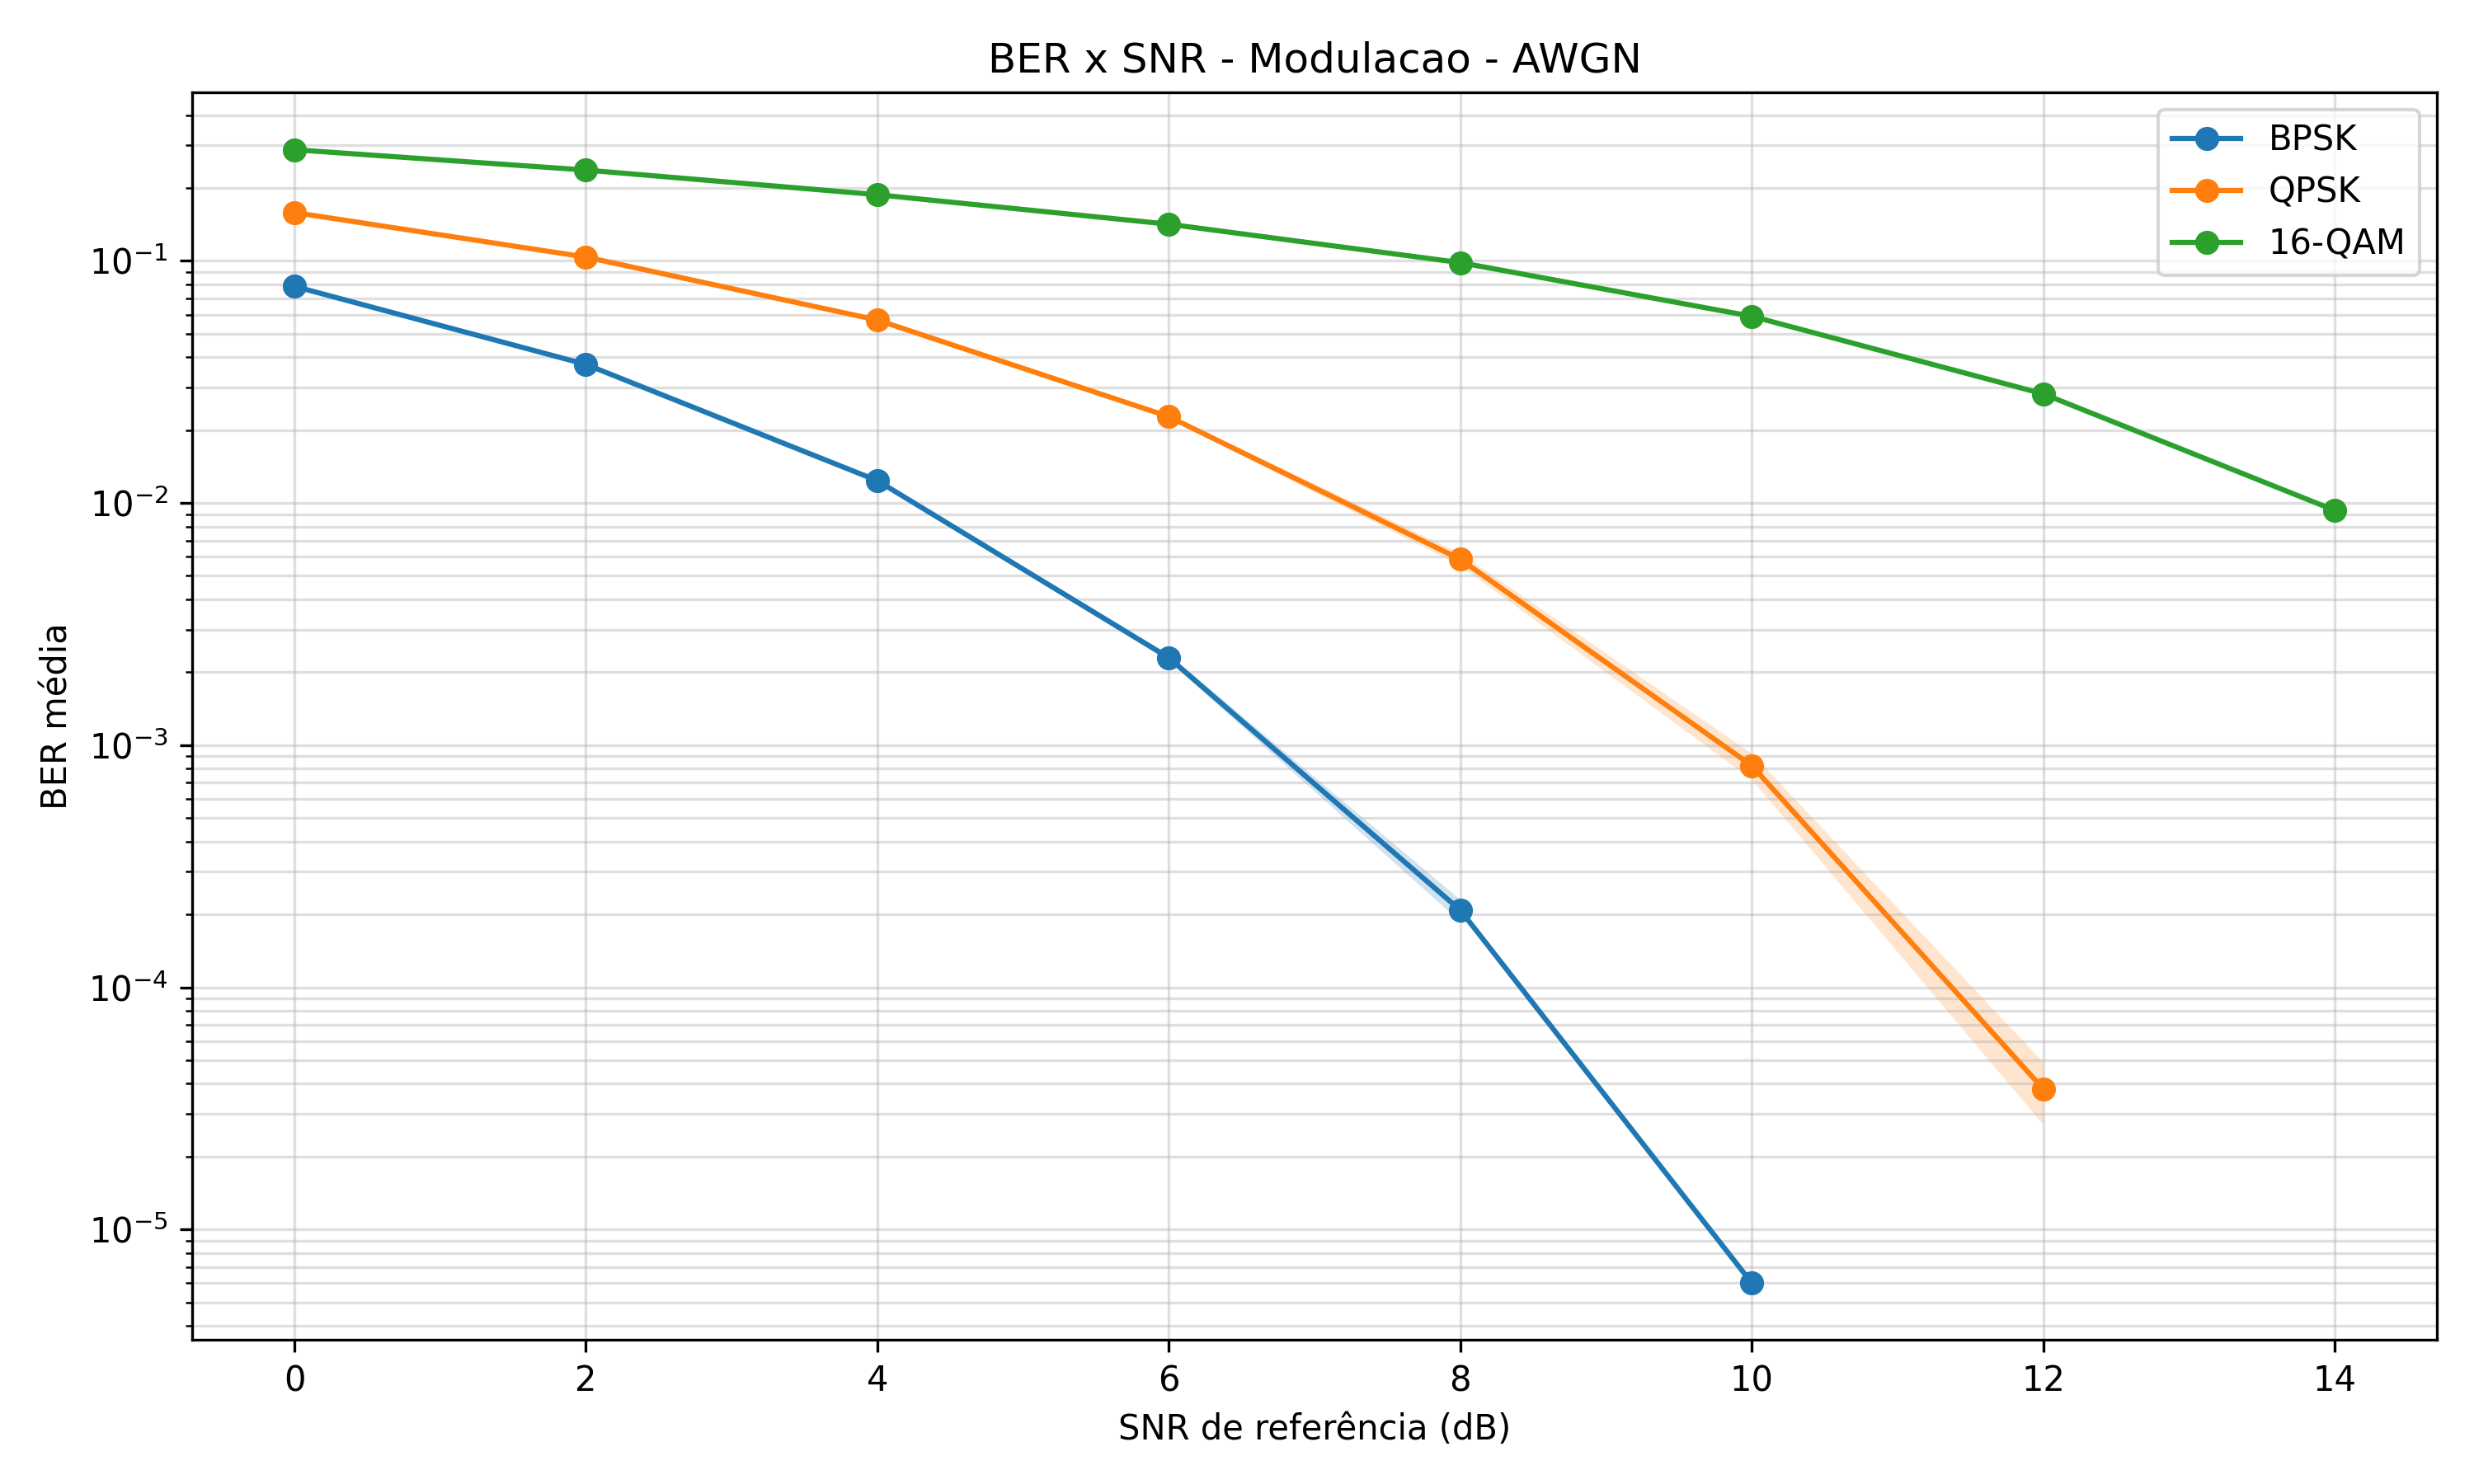 BER x SNR - Modulacao - AWGN
BPSK
QPSK
16-QAM
BER média
10⁻¹
10⁻²
10⁻³
10⁻⁴
10⁻⁵
0 2 4 6 8 10 12 14
SNR de referência (dB)